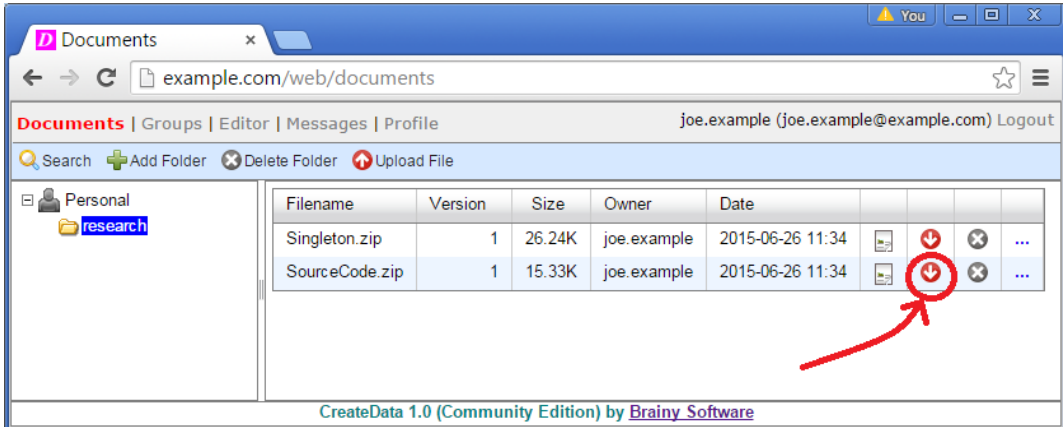 You
D Documents
example.com/web/documents
Documents | Groups | Editor | Messages | Profile joe.example (joe.example@example.com) Logout
Search Add Folder Delete Folder Upload File
Personal
research
Filename Version Size Owner Date
Singleton.zip 1 26.24K joe.example 2015-06-26 11:34 ...
SourceCode.zip 1 15.33K joe.example 2015-06-26 11:34 ...
CreateData 1.0 (Community Edition) by Brainy Software